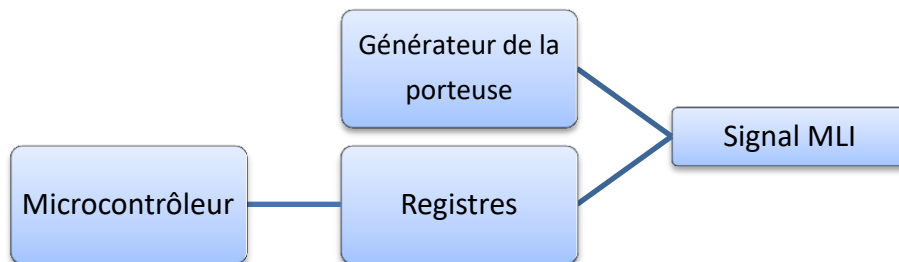 Générateur de la
porteuse
Signal MLI
Microcontrôleur
Registres